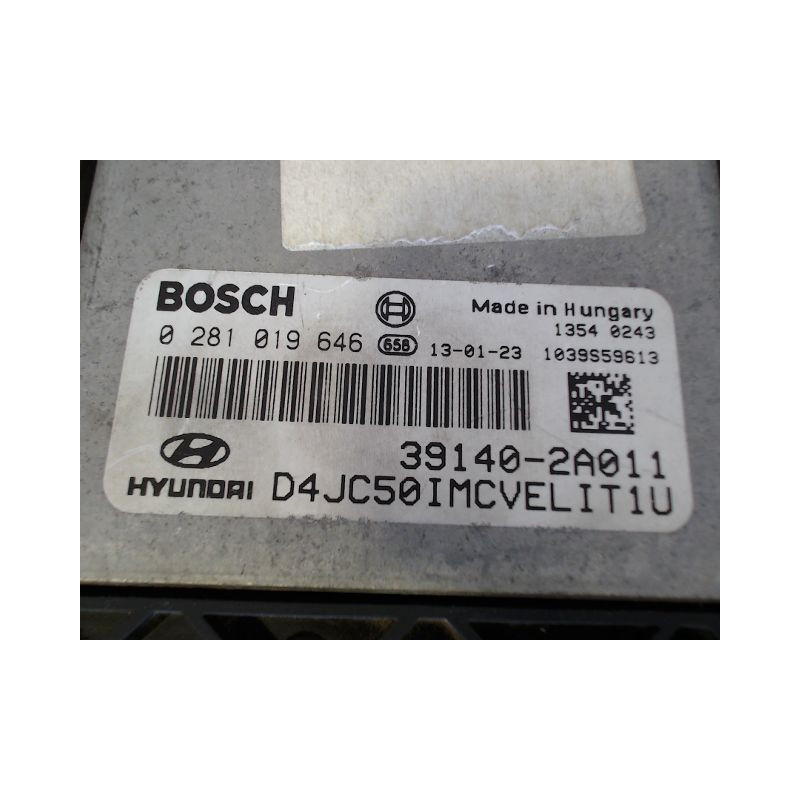 BOSCH
Made in Hungary
1354 0243
0 281 019 646 658 13-01-23 1039S59613
39140-2A011
HYUNDAI D4JC50IMCVELIT1U